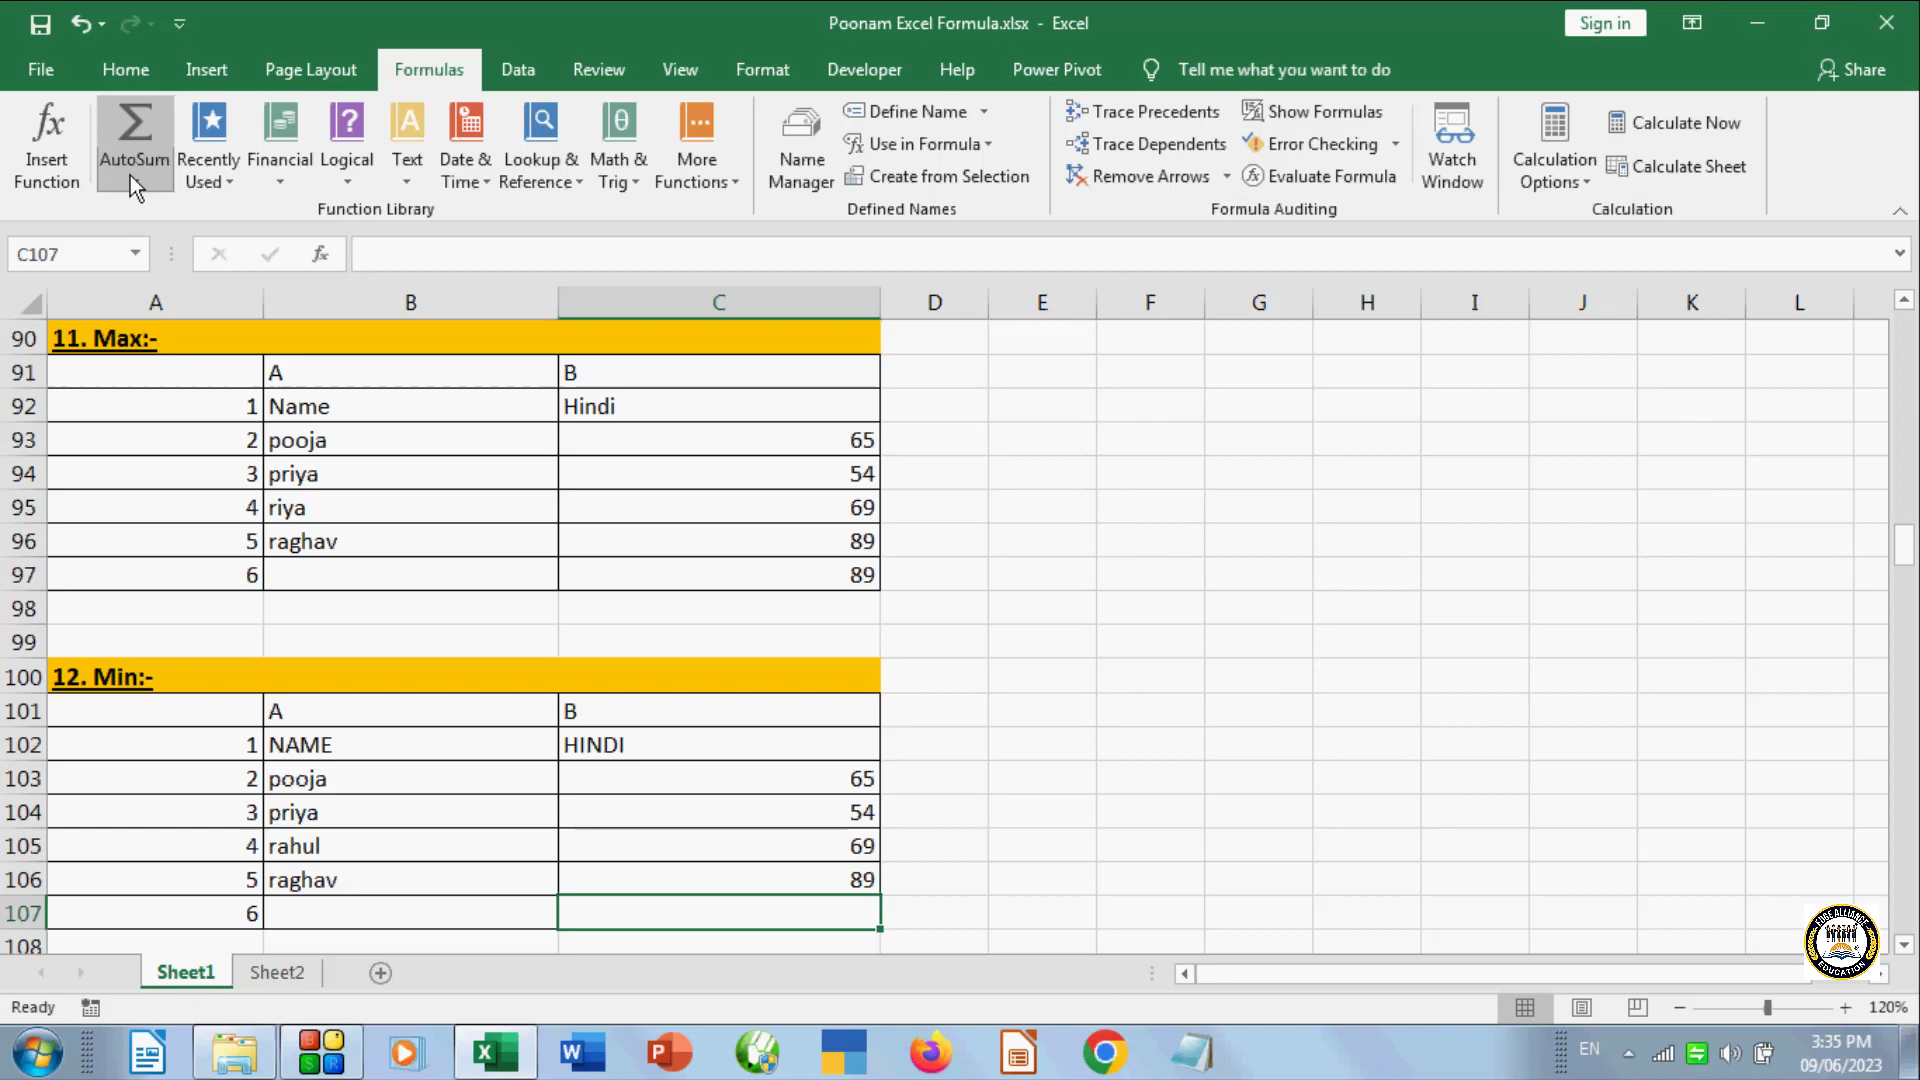 Poonam Excel Formula.xlsx - Excel
Sign in
File Home Insert Page Layout Formulas Data Review View Format Developer Help Power Pivot Tell me what you want to do Share
Insert Function
AutoSum
Recently Used
Financial
Logical
Text
Date & Time
Lookup & Reference
Math & Trig
More Functions
Function Library
Name Manager
Define Name
Use in Formula
Create from Selection
Defined Names
Trace Precedents
Trace Dependents
Remove Arrows
Show Formulas
Error Checking
Evaluate Formula
Formula Auditing
Watch Window
Calculation Options
Calculate Now
Calculate Sheet
Calculation
C107
fx
A B C D E F G H I J K L
90 11. Max:-
91 A B
92 1 Name Hindi
93 2 pooja 65
94 3 priya 54
95 4 riya 69
96 5 raghav 89
97 6 89
98
99
100 12. Min:-
101 A B
102 1 NAME HINDI
103 2 pooja 65
104 3 priya 54
105 4 rahul 69
106 5 raghav 89
107 6
108
EDGE ALLIANCE
EDUCATION
Sheet1 Sheet2
Ready
120%
EN
3:35 PM
09/06/2023